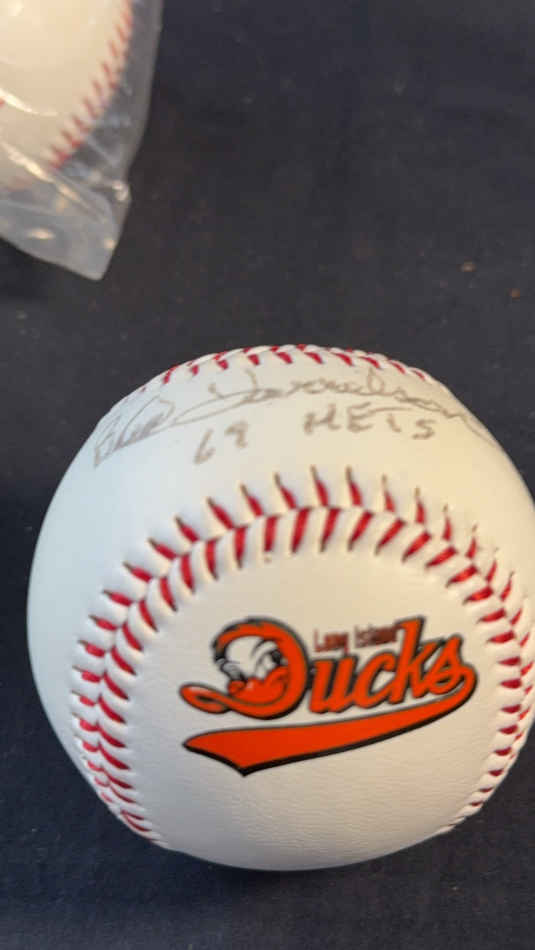 69 METS
Long Island
Ducks